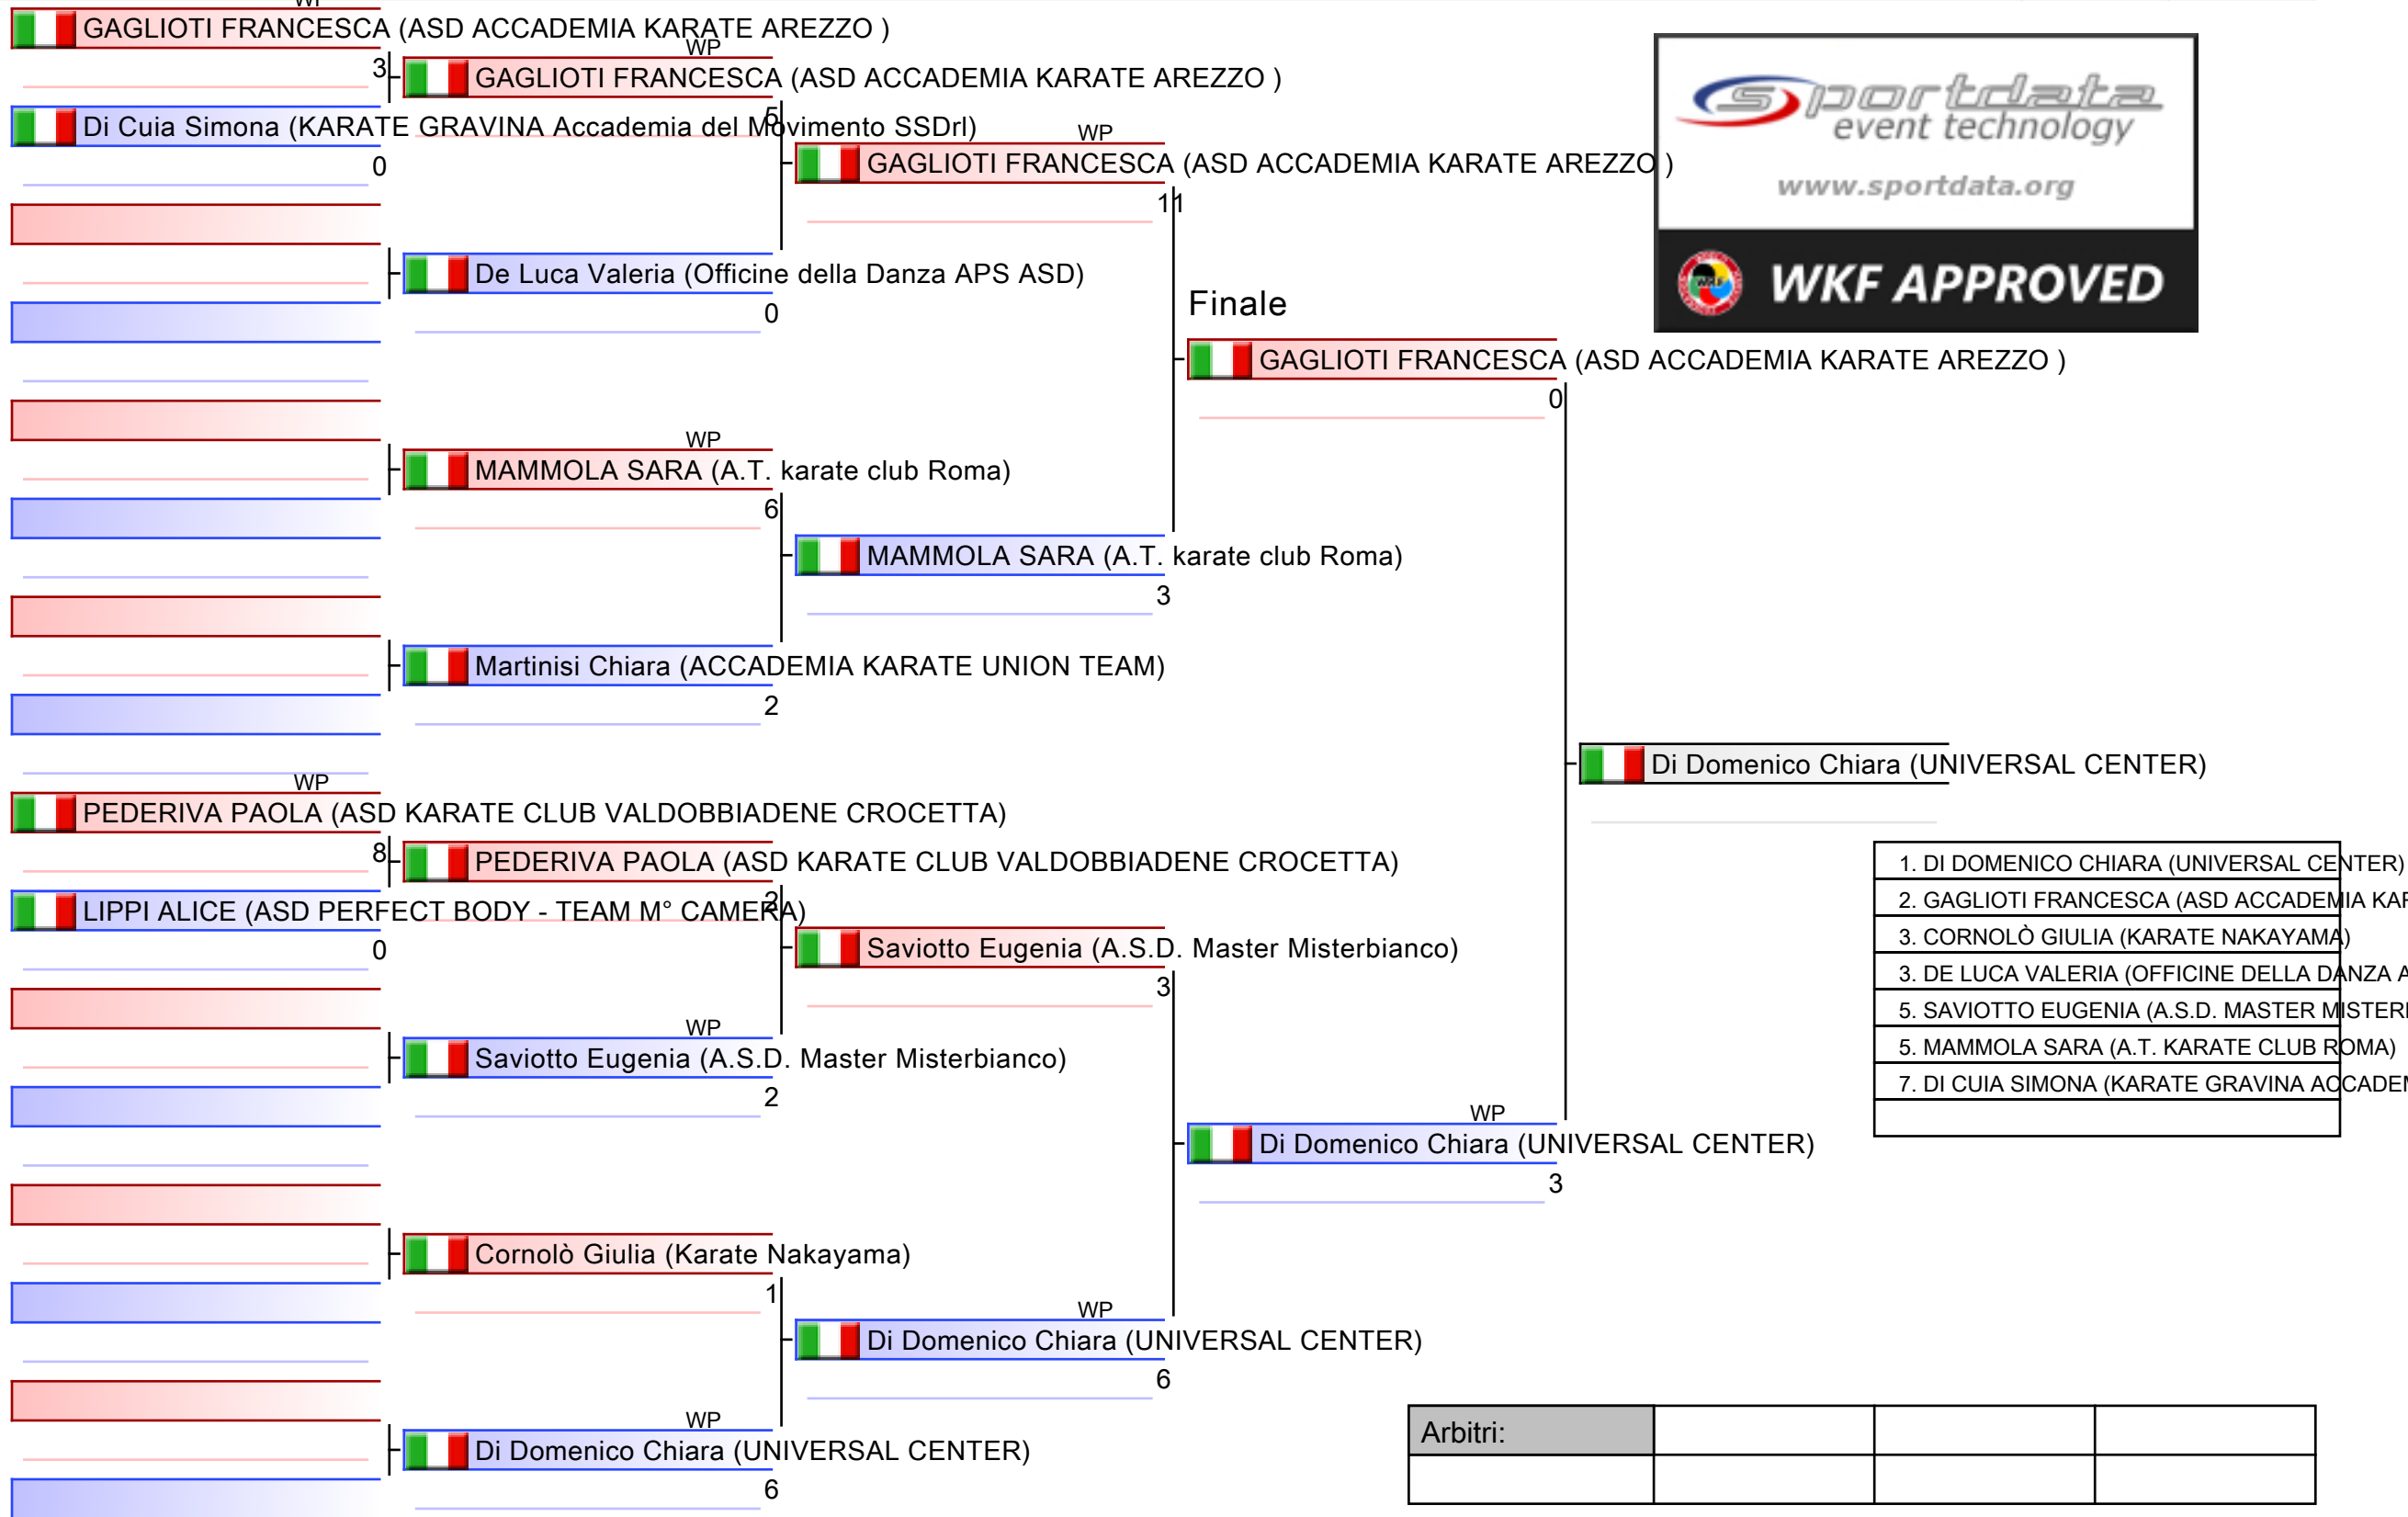 WP
GAGLIOTI FRANCESCA (ASD ACCADEMIA KARATE AREZZO )
3
Di Cuia Simona (KARATE GRAVINA Accademia del Movimento SSDrl)
0
WP
PEDERIVA PAOLA (ASD KARATE CLUB VALDOBBIADENE CROCETTA)
8
LIPPI ALICE (ASD PERFECT BODY - TEAM M° CAMERA)
0
WP
GAGLIOTI FRANCESCA (ASD ACCADEMIA KARATE AREZZO )
5
De Luca Valeria (Officine della Danza APS ASD)
0
WP
MAMMOLA SARA (A.T. karate club Roma)
6
Martinisi Chiara (ACCADEMIA KARATE UNION TEAM)
2
PEDERIVA PAOLA (ASD KARATE CLUB VALDOBBIADENE CROCETTA)
2
WP
Saviotto Eugenia (A.S.D. Master Misterbianco)
2
Cornolò Giulia (Karate Nakayama)
1
WP
Di Domenico Chiara (UNIVERSAL CENTER)
6
WP
GAGLIOTI FRANCESCA (ASD ACCADEMIA KARATE AREZZO )
11
MAMMOLA SARA (A.T. karate club Roma)
3
Saviotto Eugenia (A.S.D. Master Misterbianco)
3
WP
Di Domenico Chiara (UNIVERSAL CENTER)
6
Finale
GAGLIOTI FRANCESCA (ASD ACCADEMIA KARATE AREZZO )
0
WP
Di Domenico Chiara (UNIVERSAL CENTER)
3
Di Domenico Chiara (UNIVERSAL CENTER)
sportdata
event technology
www.sportdata.org
WKF APPROVED
1. DI DOMENICO CHIARA (UNIVERSAL CENTER)
2. GAGLIOTI FRANCESCA (ASD ACCADEMIA
3. CORNOLÒ GIULIA (KARATE NAKAYAMA)
3. DE LUCA VALERIA (OFFICINE DELLA DANZA
5. SAVIOTTO EUGENIA (A.S.D. MASTER
5. MAMMOLA SARA (A.T. KARATE CLUB ROMA)
7. DI CUIA SIMONA (KARATE GRAVINA
Arbitri: